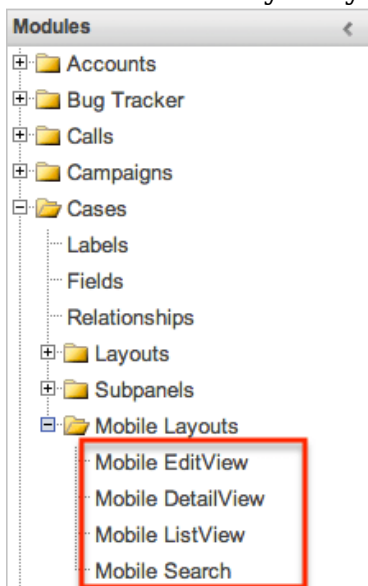 Modules
Accounts
Bug Tracker
Calls
Campaigns
Cases
Labels
Fields
Relationships
Layouts
Subpanels
Mobile Layouts
Mobile EditView
Mobile DetailView
Mobile ListView
Mobile Search